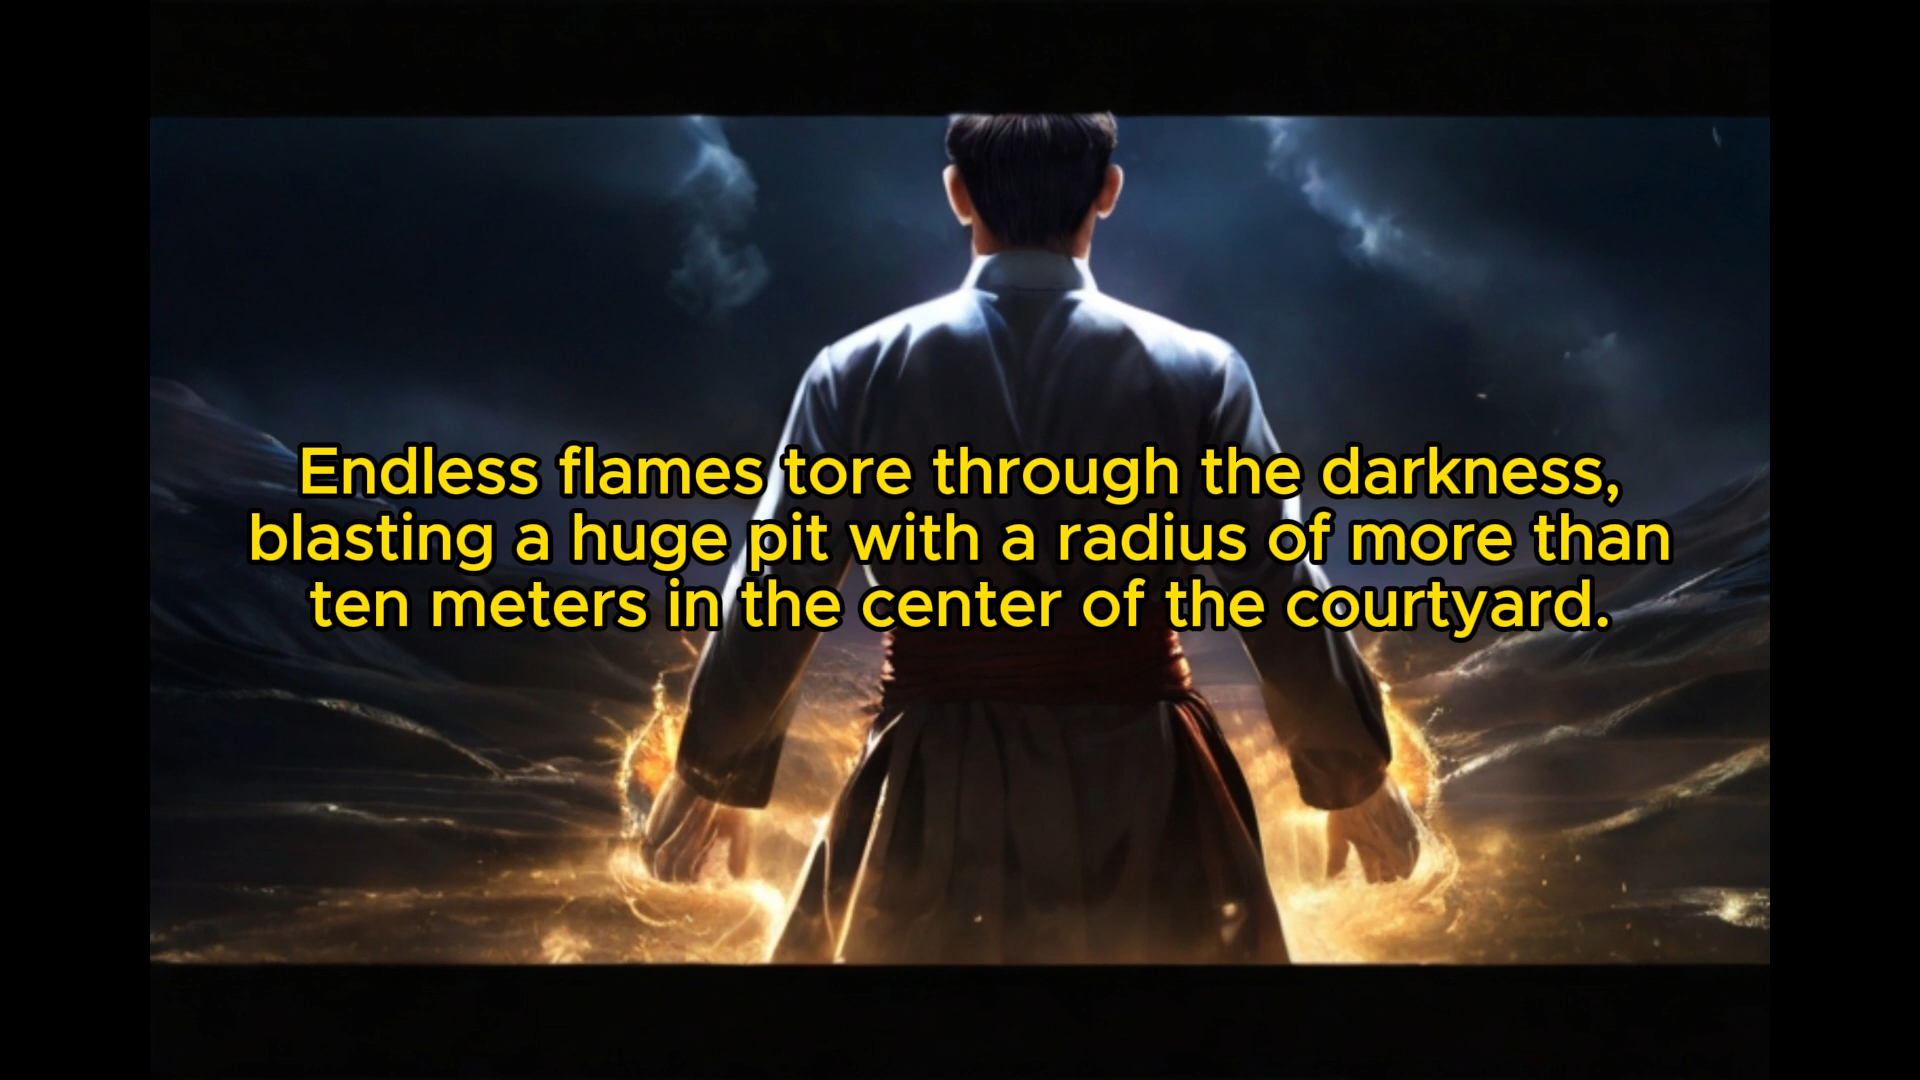 Endless flames tore through the darkness,
blasting a huge pit with a radius of more than
ten meters in the center of the courtyard.